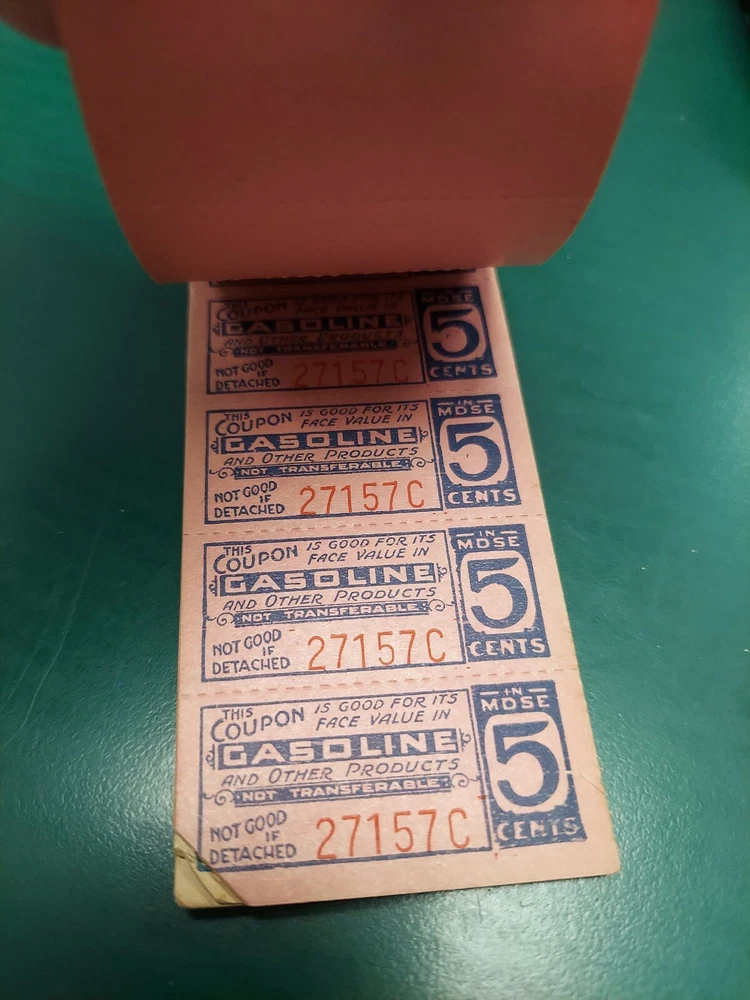 THIS COUPON IS GOOD FOR ITS
FACE VALUE IN
GASOLINE
AND OTHER PRODUCTS
NOT TRANSFERABLE
NOT GOOD
IF
DETACHED
27157C
IN
MDSE
5
CENTS
THIS COUPON IS GOOD FOR ITS
FACE VALUE IN
GASOLINE
AND OTHER PRODUCTS
NOT TRANSFERABLE
NOT GOOD
IF
DETACHED
27157C
IN
MDSE
5
CENTS
THIS COUPON IS GOOD FOR ITS
FACE VALUE IN
GASOLINE
AND OTHER PRODUCTS
NOT TRANSFERABLE
NOT GOOD
IF
DETACHED
27157C
IN
MDSE
5
CENTS
THIS COUPON IS GOOD FOR ITS
FACE VALUE IN
GASOLINE
AND OTHER PRODUCTS
NOT TRANSFERABLE
NOT GOOD
IF
DETACHED
27157C
IN
MDSE
5
CENTS